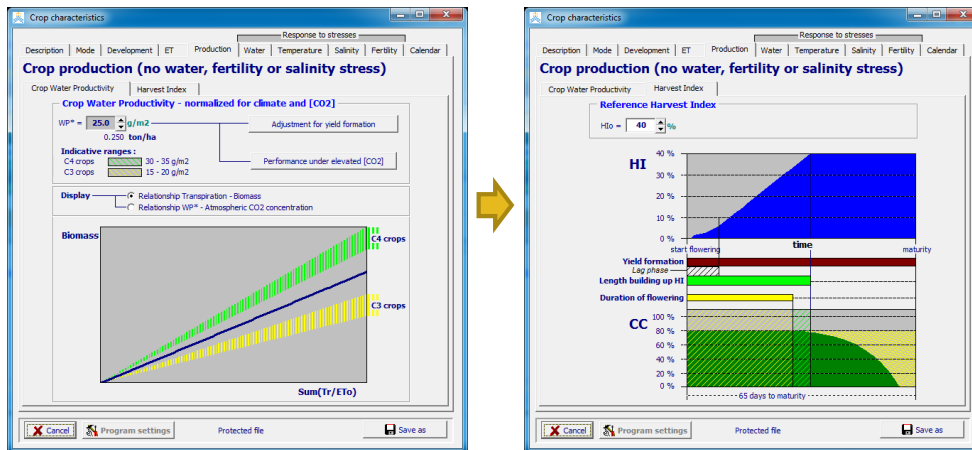 Crop characteristics
Response to stresses
Description Mode Development ET Production Water Temperature Salinity Fertility Calendar
Crop production (no water, fertility or salinity stress)
Crop Water Productivity Harvest Index
Crop Water Productivity - normalized for climate and [CO2]
WP* = 25.0 g/m2 Adjustment for yield formation
0.250 ton/ha
Indicative ranges :
C4 crops 30 - 35 g/m2 Performance under elevated [CO2]
C3 crops 15 - 20 g/m2
Display Relationship Transpiration - Biomass
Relationship WP* - Atmospheric CO2 concentration
Biomass
C4 crops
C3 crops
Sum(Tr/ETo)
Cancel Program settings Protected file Save as
Crop characteristics
Response to stresses
Description Mode Development ET Production Water Temperature Salinity Fertility Calendar
Crop production (no water, fertility or salinity stress)
Crop Water Productivity Harvest Index
Reference Harvest Index
HIo = 40 %
HI
40 %
30 %
20 %
10 %
0 %
start flowering time maturity
Yield formation
Lag phase
Length building up HI
Duration of flowering
CC
100 %
80 %
60 %
40 %
20 %
0 %
65 days to maturity
Cancel Program settings Protected file Save as